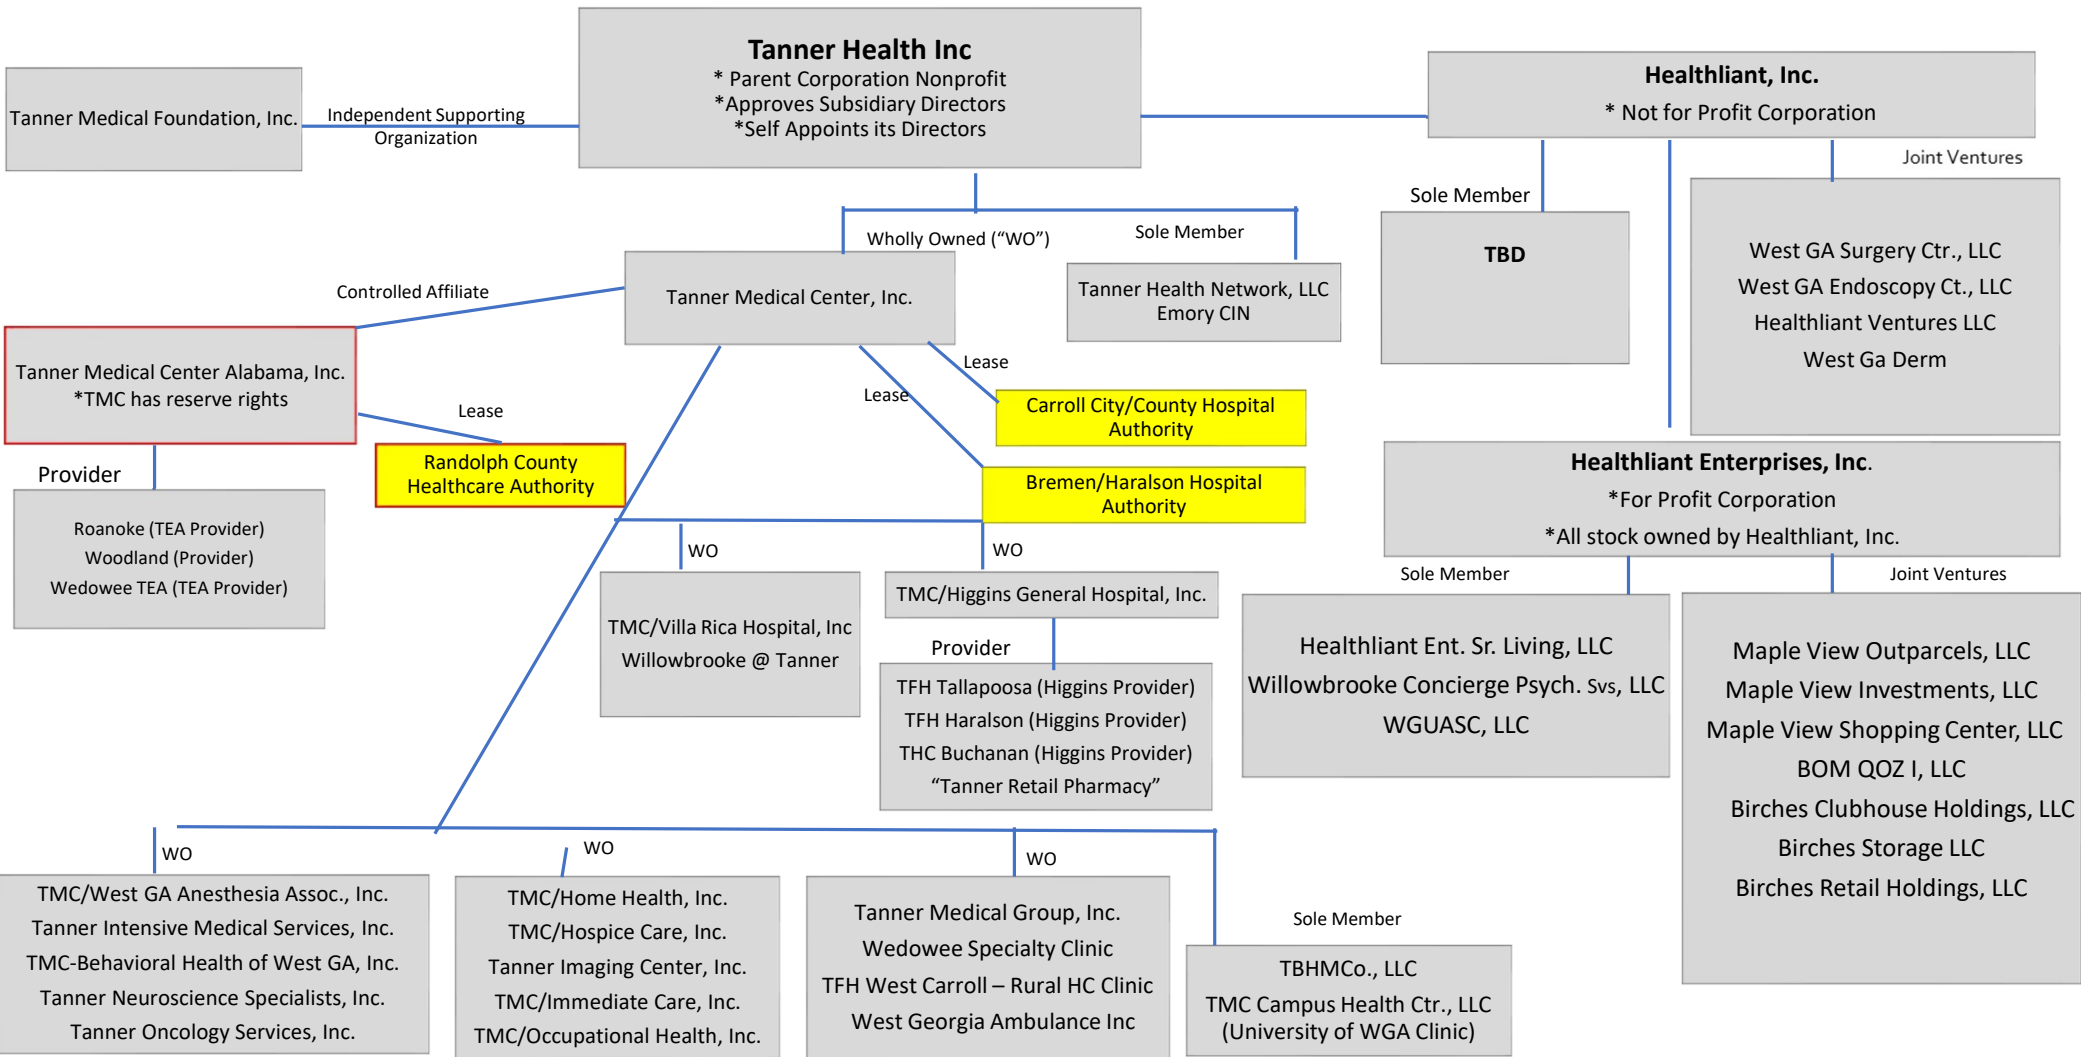 Tanner Health Inc
* Parent Corporation Nonprofit
*Approves Subsidiary Directors
*Self Appoints its Directors
Healthliant, Inc.
* Not for Profit Corporation
Tanner Medical Foundation, Inc.
Independent Supporting
Organization
Joint Ventures
Sole Member
TBD
West GA Surgery Ctr., LLC
West GA Endoscopy Ct., LLC
Healthliant Ventures LLC
West Ga Derm
Wholly Owned (“WO”)
Sole Member
Tanner Medical Center, Inc.
Tanner Health Network, LLC
Emory CIN
Controlled Affiliate
Tanner Medical Center Alabama, Inc.
*TMC has reserve rights
Lease
Lease
Lease
Carroll City/County Hospital
Authority
Randolph County
Healthcare Authority
Bremen/Haralson Hospital
Authority
Provider
Roanoke (TEA Provider)
Woodland (Provider)
Wedowee TEA (TEA Provider)
Healthliant Enterprises, Inc.
*For Profit Corporation
*All stock owned by Healthliant, Inc.
WO
WO
TMC/Villa Rica Hospital, Inc
Willowbrooke @ Tanner
TMC/Higgins General Hospital, Inc.
Provider
TFH Tallapoosa (Higgins Provider)
TFH Haralson (Higgins Provider)
THC Buchanan (Higgins Provider)
“Tanner Retail Pharmacy”
Sole Member
Joint Ventures
Healthliant Ent. Sr. Living, LLC
Willowbrooke Concierge Psych. Svs, LLC
WGUASC, LLC
Maple View Outparcels, LLC
Maple View Investments, LLC
Maple View Shopping Center, LLC
BOM QOZ I, LLC
Birches Clubhouse Holdings, LLC
Birches Storage LLC
Birches Retail Holdings, LLC
WO
WO
WO
TMC/West GA Anesthesia Assoc., Inc.
Tanner Intensive Medical Services, Inc.
TMC-Behavioral Health of West GA, Inc.
Tanner Neuroscience Specialists, Inc.
Tanner Oncology Services, Inc.
TMC/Home Health, Inc.
TMC/Hospice Care, Inc.
Tanner Imaging Center, Inc.
TMC/Immediate Care, Inc.
TMC/Occupational Health, Inc.
Tanner Medical Group, Inc.
Wedowee Specialty Clinic
TFH West Carroll – Rural HC Clinic
West Georgia Ambulance Inc
Sole Member
TBHMCo., LLC
TMC Campus Health Ctr., LLC
(University of WGA Clinic)